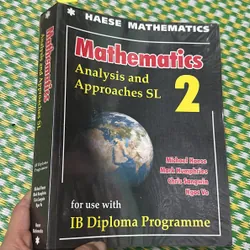 HAESE MATHEMATICS
Mathematics
Analysis and
Approaches SL
2
Michael Haese
Mark Humphries
Chris Sangwin
Ngoc Vo
for use with
IB Diploma Programme
Mathematics